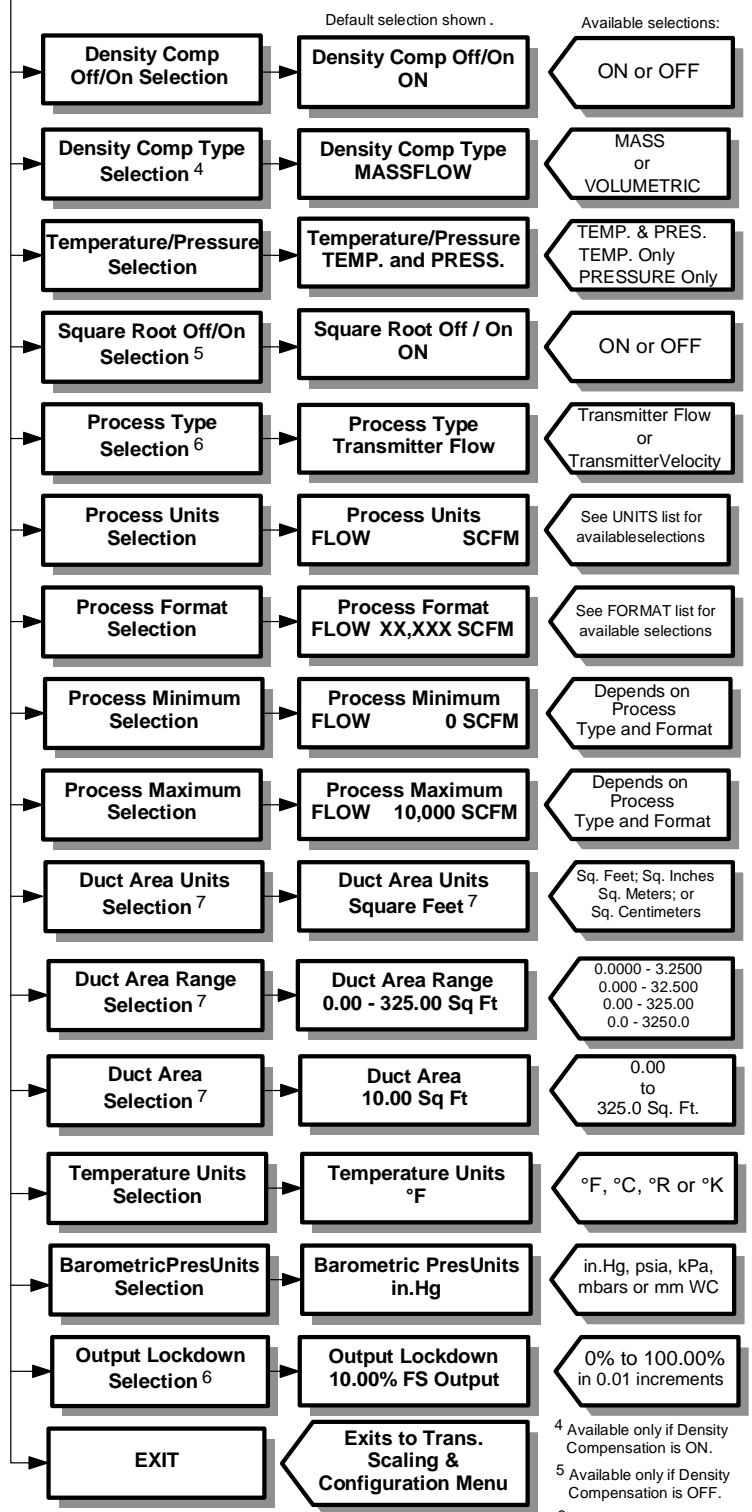 Default selection shown .
Available selections:
Density Comp
Off/On Selection
Density Comp Off/On
ON
ON or OFF
Density Comp Type
Selection 4
Density Comp Type
MASSFLOW
MASS
or
VOLUMETRIC
Temperature/Pressure
Selection
Temperature/Pressure
TEMP. and PRESS.
TEMP. & PRES.
TEMP. Only
PRESSURE Only
Square Root Off/On
Selection 5
Square Root Off / On
ON
ON or OFF
Process Type
Selection 6
Process Type
Transmitter Flow
Transmitter Flow
or
TransmitterVelocity
Process Units
Selection
Process Units
FLOW SCFM
See UNITS list for
availableselections
Process Format
Selection
Process Format
FLOW XX,XXX SCFM
See FORMAT list for
available selections
Process Minimum
Selection
Process Minimum
FLOW 0 SCFM
Depends on
Process
Type and Format
Process Maximum
Selection
Process Maximum
FLOW 10,000 SCFM
Depends on
Process
Type and Format
Duct Area Units
Selection 7
Duct Area Units
Square Feet 7
Sq. Feet; Sq. Inches
Sq. Meters; or
Sq. Centimeters
Duct Area Range
Selection 7
Duct Area Range
0.00 - 325.00 Sq Ft
0.0000 - 3.2500
0.000 - 32.500
0.00 - 325.00
0.0 - 3250.0
Duct Area
Selection 7
Duct Area
10.00 Sq Ft
0.00
to
325.0 Sq. Ft.
Temperature Units
Selection
Temperature Units
°F
°F, °C, °R or °K
BarometricPresUnits
Selection
Barometric PresUnits
in.Hg
in.Hg, psia, kPa,
mbars or mm WC
Output Lockdown
Selection 6
Output Lockdown
10.00% FS Output
0% to 100.00%
in 0.01 increments
EXIT
Exits to Trans.
Scaling &
Configuration Menu
4 Available only if Density
Compensation is ON.
5 Available only if Density
Compensation is OFF.